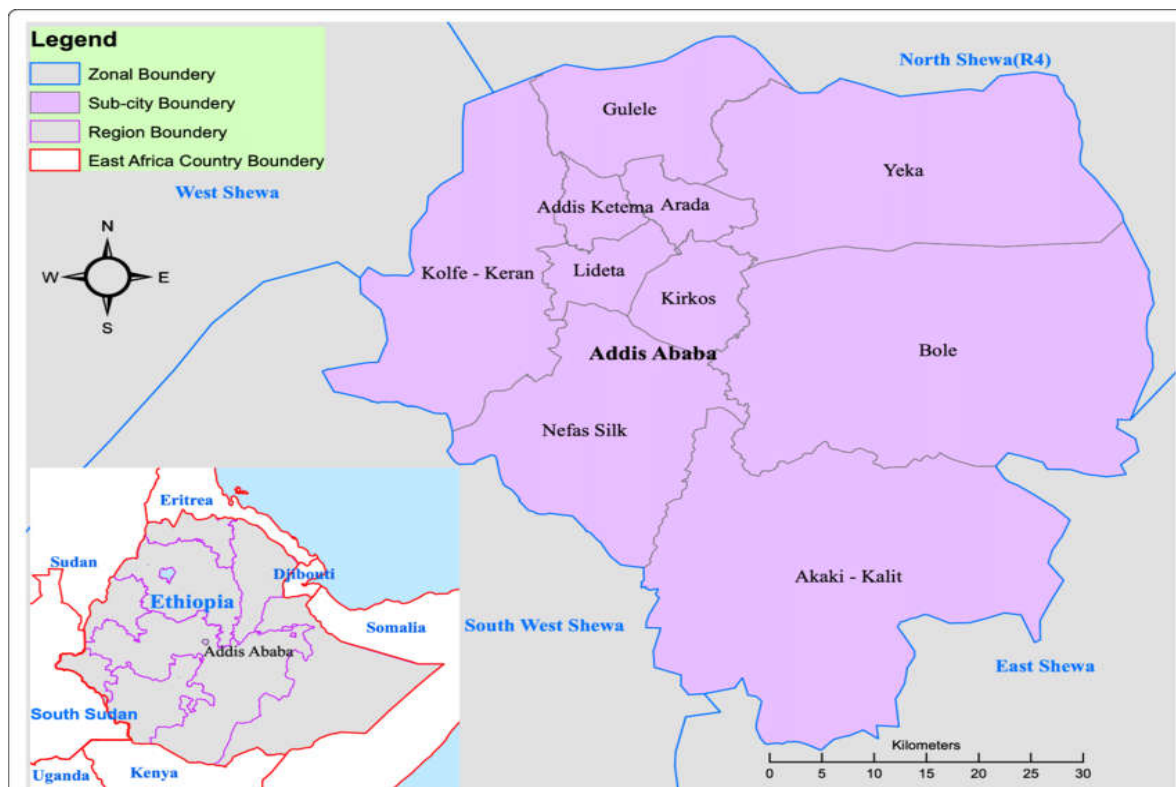 Legend
Zonal Boundery
Sub-city Boundery
Region Boundery
East Africa Country Boundery
North Shewa(R4)
Gulele
Yeka
West Shewa
Addis Ketema
Arada
N
W
E
S
Kolfe - Keran
Lideta
Kirkos
Addis Ababa
Bole
Nefas Silk
Akaki - Kalit
South West Shewa
East Shewa
Eritrea
Sudan
Djibouti
Ethiopia
Somalia
Addis Ababa
South Sudan
Uganda
Kenya
Kilometers
0 5 10 15 20 25 30